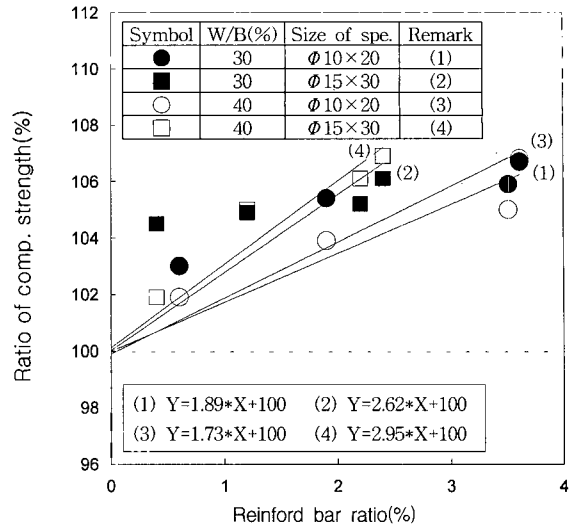 112
110
108
106
104
102
100
98
96
Ratio of comp. strength(%)
Symbol W/B(%) Size of spe. Remark
30 Φ10×20 (1)
30 Φ15×30 (2)
40 Φ10×20 (3)
40 Φ15×30 (4)
(4)
(2)
(3)
(1)
(1) Y=1.89*X+100 (2) Y=2.62*X+100
(3) Y=1.73*X+100 (4) Y=2.95*X+100
0 1 2 3 4
Reinford bar ratio(%)